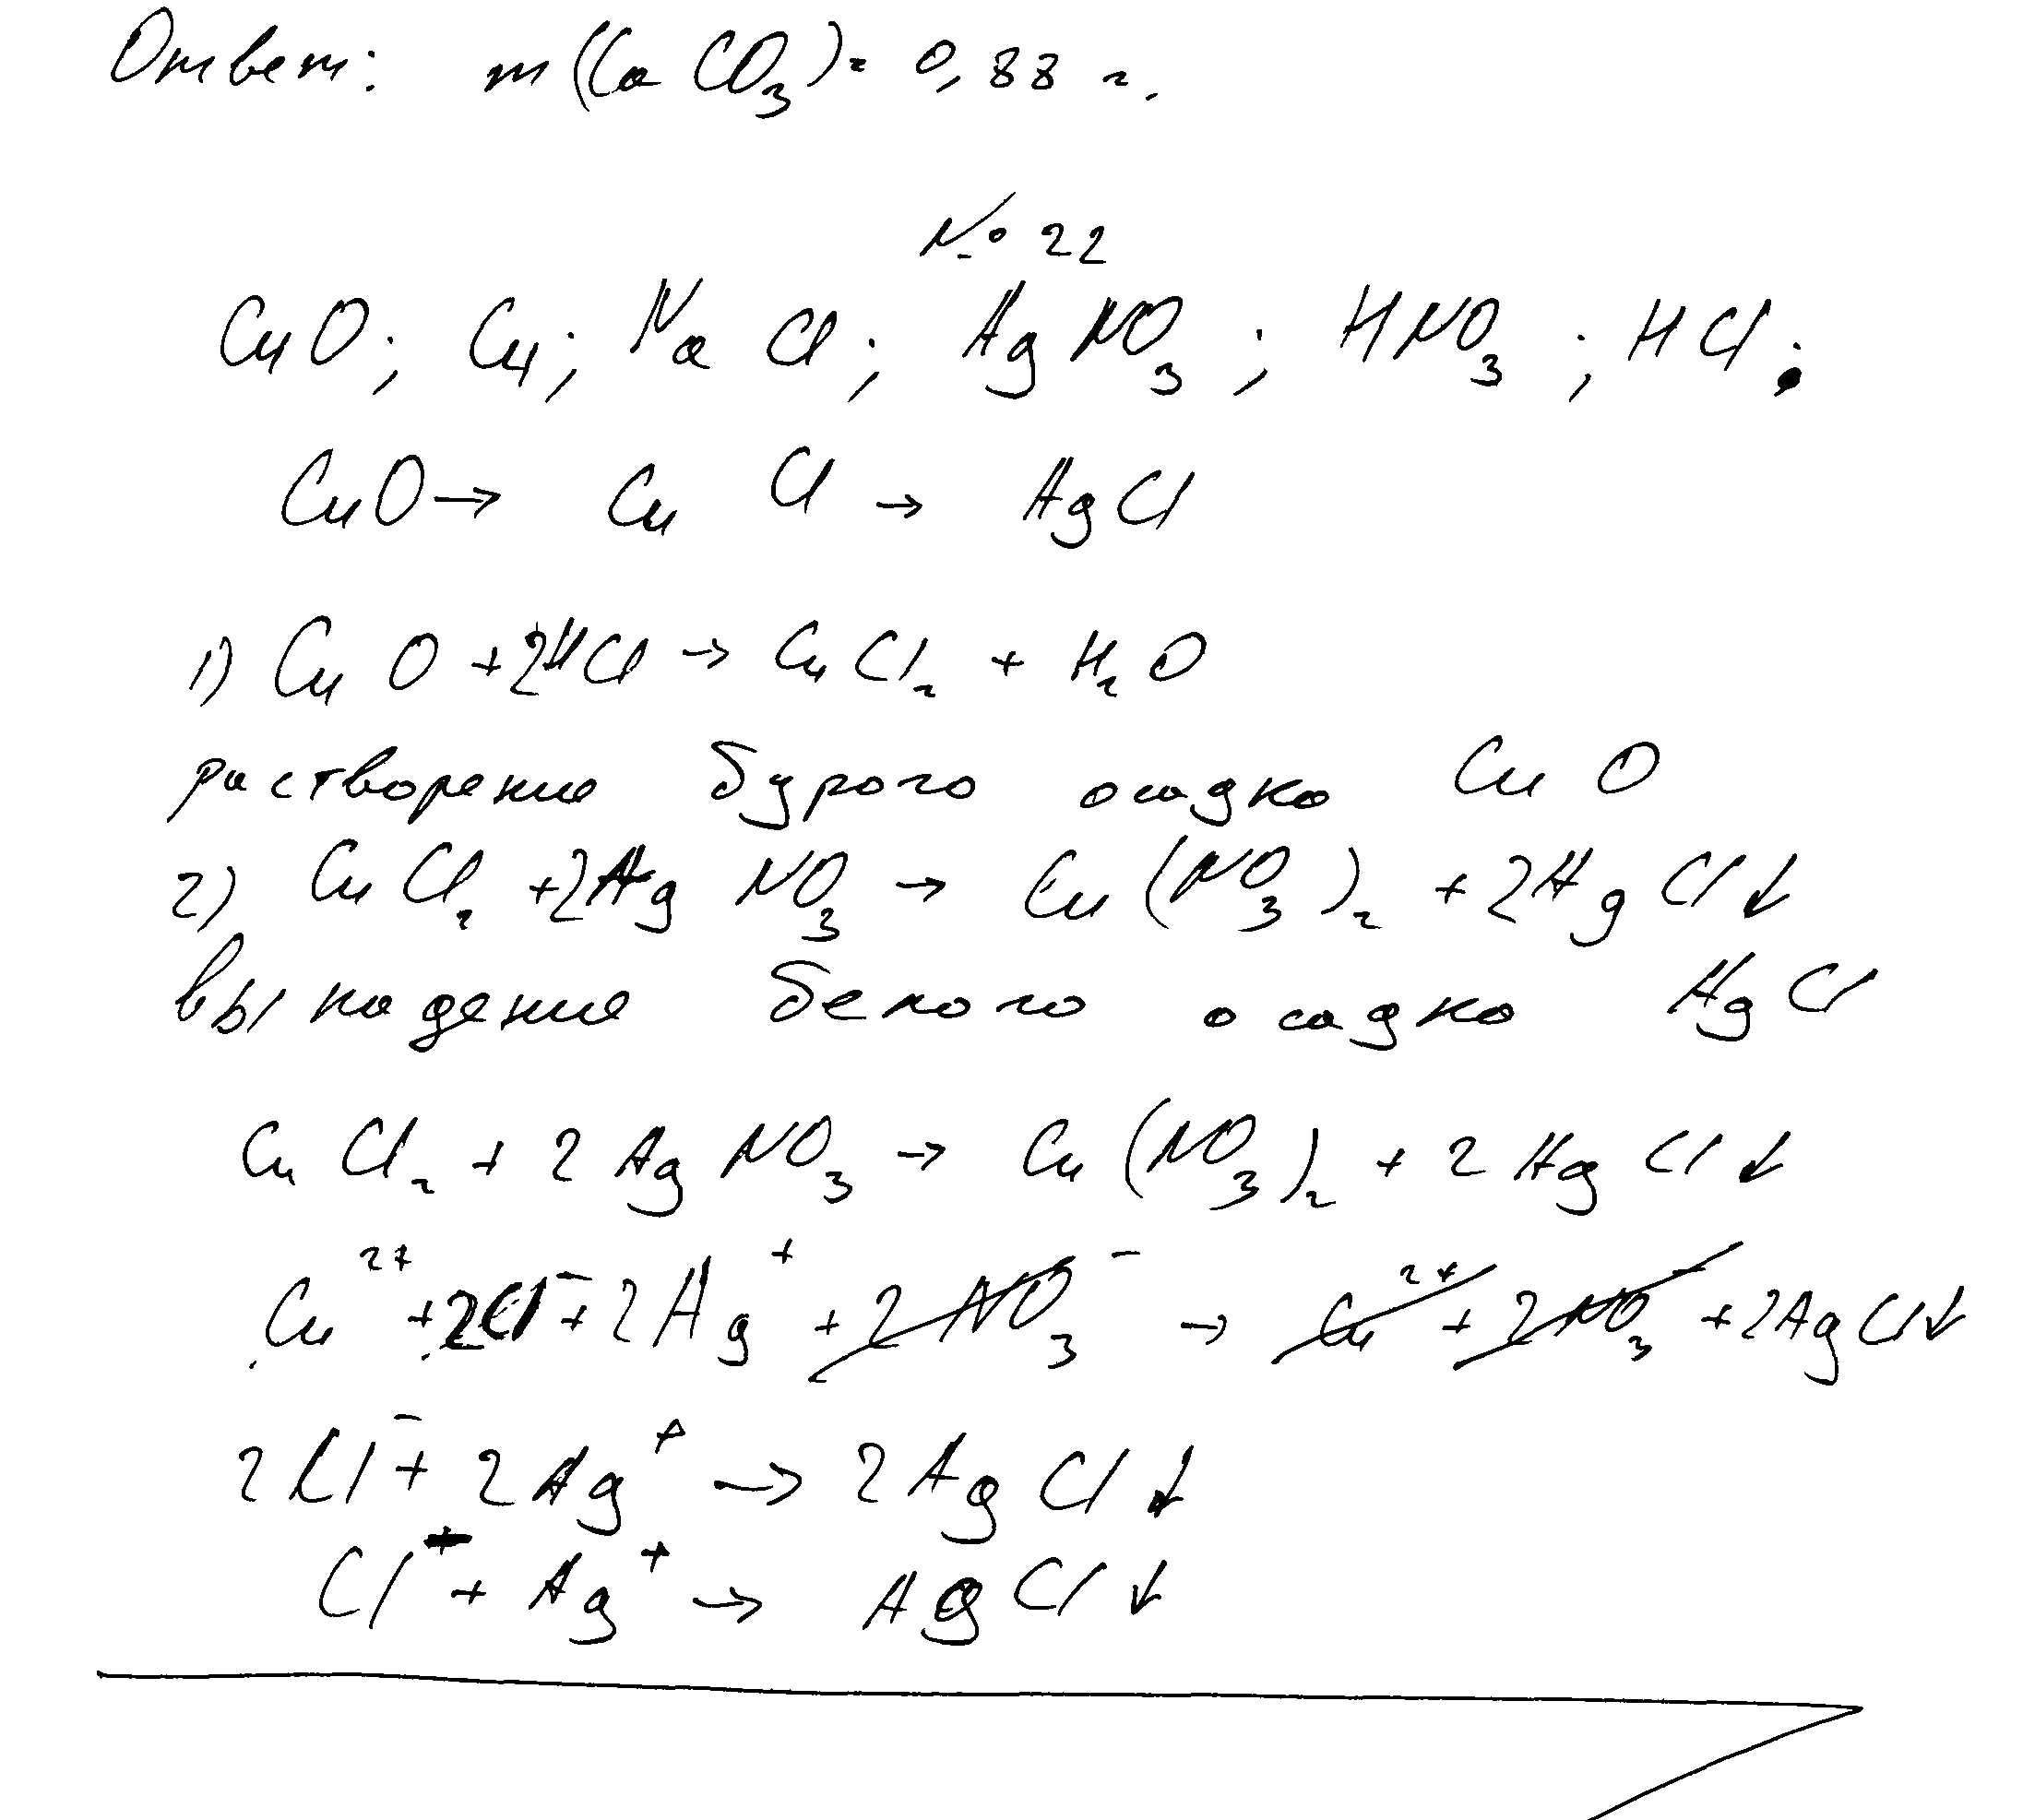 Ответ: m(CaCO₃)= 0,88 г.
№ 22
CuO; Cu; NaCl; AgNO₃; HNO₃; HCl;
CuO → CuCl → AgCl
1) CuO + 2HCl → CuCl₂ + H₂O
растворение бурого осадка CuO
2) CuCl₂ + 2AgNO₃ → Cu(NO₃)₂ + 2AgCl↓
выпадение белого осадка AgCl
CuCl₂ + 2AgNO₃ → Cu(NO₃)₂ + 2AgCl↓
Cu²⁺ + 2Cl⁻ + 2Ag⁺ + 2NO₃⁻ → Cu²⁺ + 2NO₃⁻ + 2AgCl↓
2Cl⁻ + 2Ag⁺ → 2AgCl↓
Cl⁻ + Ag⁺ → AgCl↓